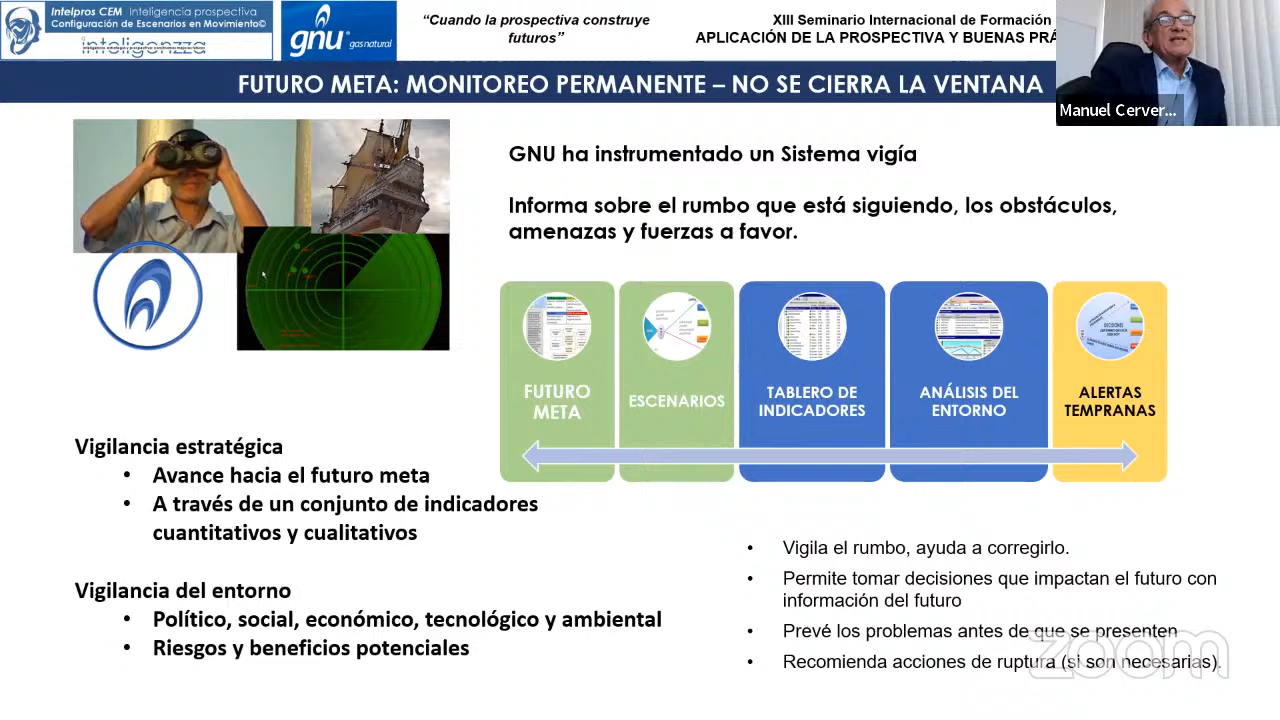 Intelpros CEM Inteligencia prospectiva
Configuración de Escenarios en Movimiento©
inteligenzza
gnu gas natural
“Cuando la prospectiva construye
futuros”
XIII Seminario Internacional de Formación
APLICACIÓN DE LA PROSPECTIVA Y BUENAS PRÁ
FUTURO META: MONITOREO PERMANENTE – NO SE CIERRA LA VENTANA
Manuel Cerver...
GNU ha instrumentado un Sistema vigía
Informa sobre el rumbo que está siguiendo, los obstáculos,
amenazas y fuerzas a favor.
FUTURO
META
ESCENARIOS
TABLERO DE
INDICADORES
ANÁLISIS DEL
ENTORNO
DECISIONES
ALERTAS
TEMPRANAS
Vigilancia estratégica
• Avance hacia el futuro meta
• A través de un conjunto de indicadores
cuantitativos y cualitativos
Vigilancia del entorno
• Político, social, económico, tecnológico y ambiental
• Riesgos y beneficios potenciales
• Vigila el rumbo, ayuda a corregirlo.
• Permite tomar decisiones que impactan el futuro con
información del futuro
• Prevé los problemas antes de que se presenten
• Recomienda acciones de ruptura (si son necesarias).
zoom